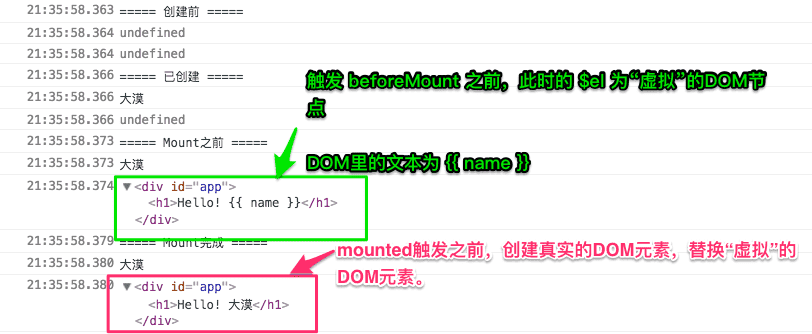 21:35:58.363 ===== 创建前 =====
21:35:58.364 undefined
21:35:58.364 undefined
21:35:58.366 ===== 已创建 =====
21:35:58.366 大漠
21:35:58.366 undefined
触发 beforeMount 之前，此时的 $el 为“虚拟”的DOM节
点
21:35:58.373 ===== Mount之前 =====
21:35:58.373 大漠
DOM里的文本为 {{ name }}
21:35:58.374 ▼<div id="app">
<h1>Hello! {{ name }}</h1>
</div>
21:35:58.379 ===== Mount完成 =====
21:35:58.380 大漠
mounted触发之前，创建真实的DOM元素，替换“虚拟”的
DOM元素。
21:35:58.380 ▼<div id="app">
<h1>Hello! 大漠</h1>
</div>